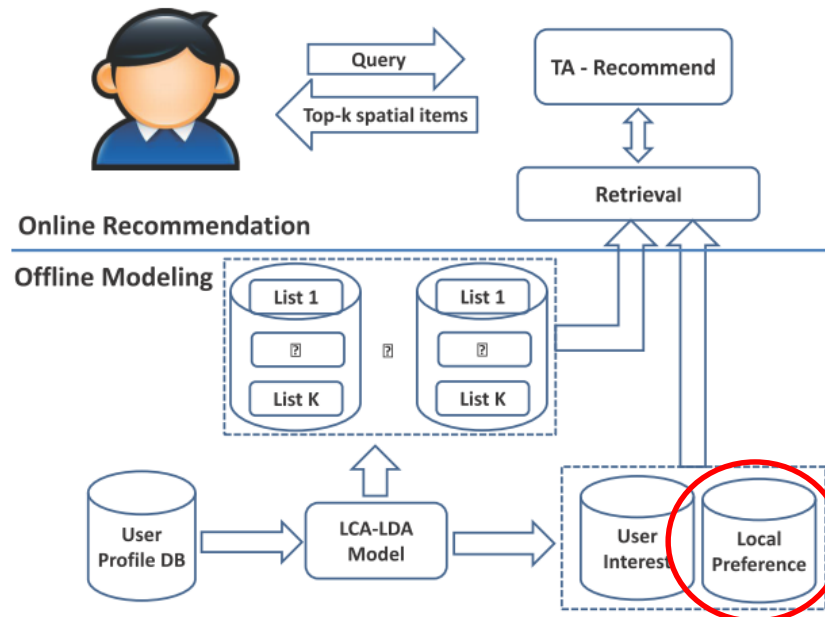 Query
TA - Recommend
Top-k spatial items
Retrieval
Online Recommendation
Offline Modeling
List 1
List 1
?
?
?
List K
List K
User
Profile DB
LCA-LDA
Model
User
Interest
Local
Preference